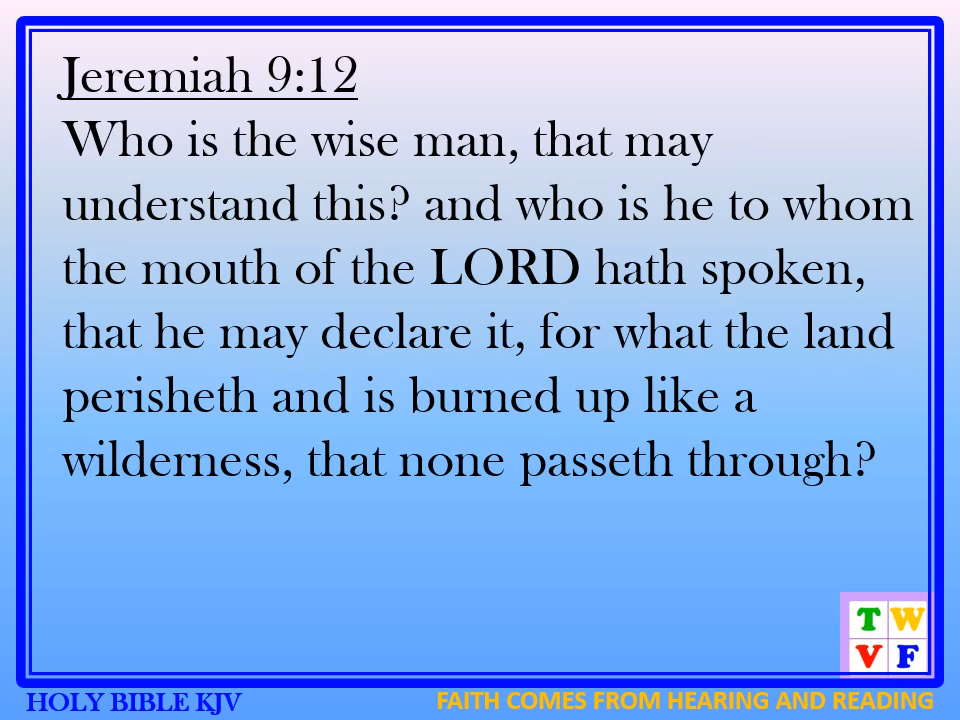 Jeremiah 9:12
Who is the wise man, that may
understand this? and who is he to whom
the mouth of the LORD hath spoken,
that he may declare it, for what the land
perisheth and is burned up like a
wilderness, that none passeth through?
T W
V F
HOLY BIBLE KJV
FAITH COMES FROM HEARING AND READING